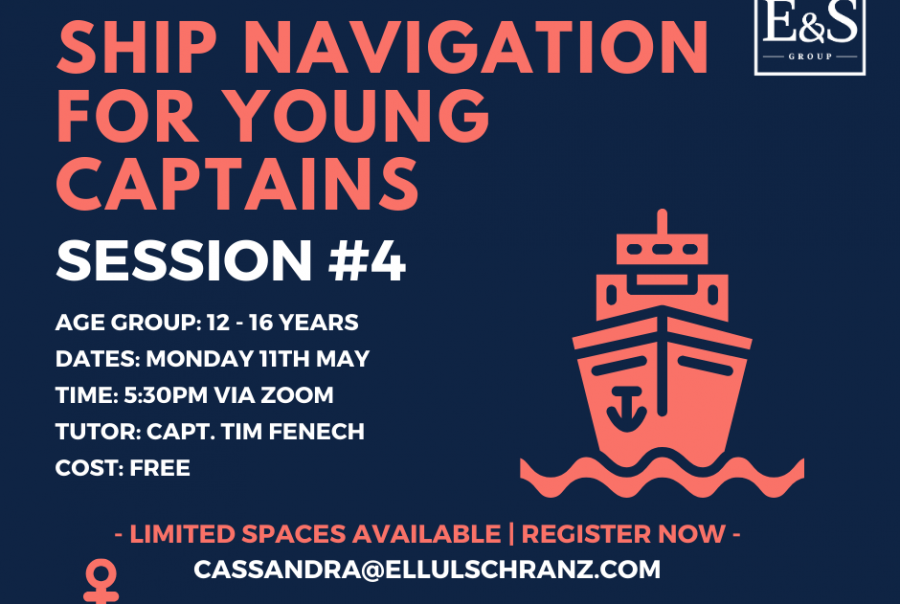 SHIP NAVIGATION
FOR YOUNG
CAPTAINS
E&S
GROUP
SESSION #4
AGE GROUP: 12 - 16 YEARS
DATES: MONDAY 11TH MAY
TIME: 5:30PM VIA ZOOM
TUTOR: CAPT. TIM FENECH
COST: FREE
- LIMITED SPACES AVAILABLE | REGISTER NOW -
CASSANDRA@ELLULSCHRANZ.COM